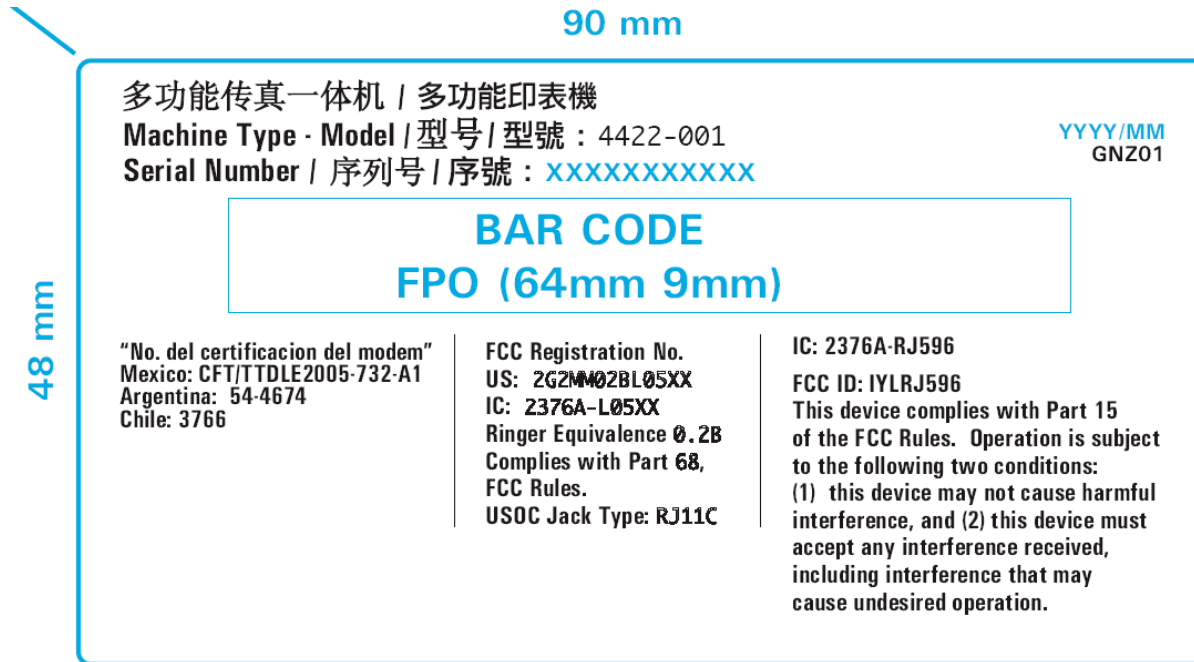 90 mm
多功能传真一体机 / 多功能印表機
Machine Type - Model / 型号 / 型號 : 4422-001
YYYY/MM
GNZ01
Serial Number / 序列号 / 序號 : XXXXXXXXXXX
BAR CODE
FPO (64mm 9mm)
48 mm
“No. del certificacion del modem”
Mexico: CFT/TTDLE2005-732-A1
Argentina: 54-4674
Chile: 3766
FCC Registration No.
US: 2G2MM02BL05XX
IC: 2376A-L05XX
Ringer Equivalence 0.2B
Complies with Part 68,
FCC Rules.
USOC Jack Type: RJ11C
IC: 2376A-RJ596
FCC ID: IYLRJ596
This device complies with Part 15
of the FCC Rules. Operation is subject
to the following two conditions:
(1) this device may not cause harmful
interference, and (2) this device must
accept any interference received,
including interference that may
cause undesired operation.